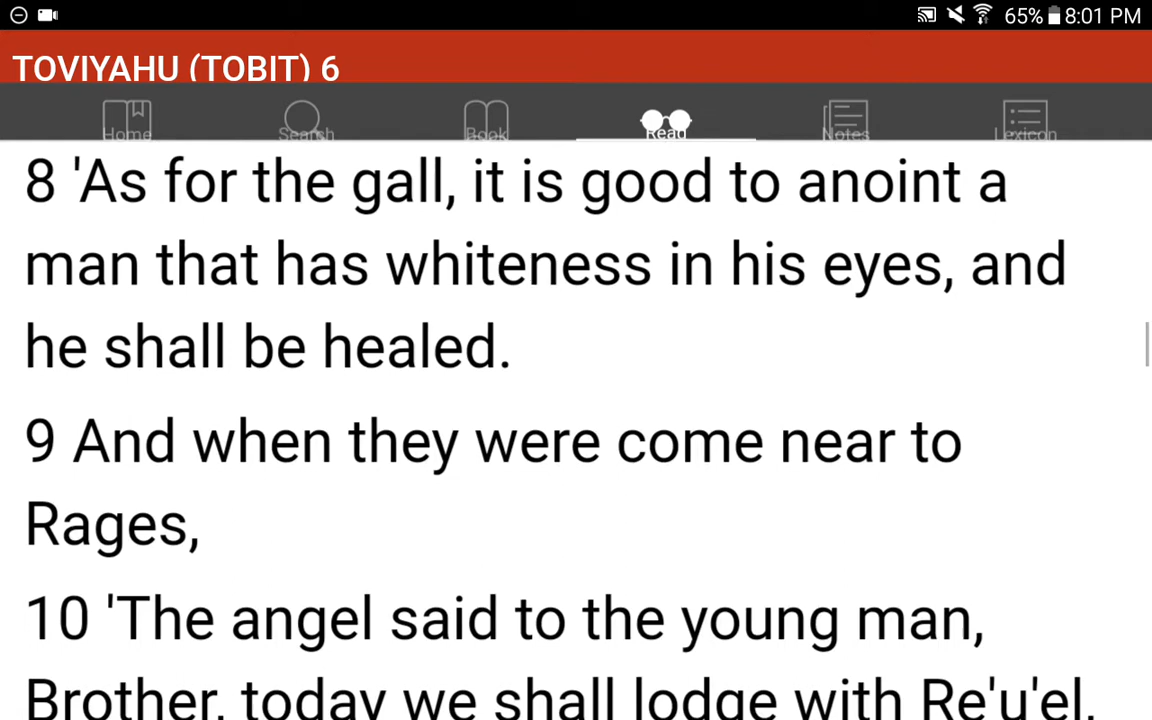 65% 8:01 PM
TOVIYAHU (TOBIT) 6
Home Search Book Read Notes Lexicon
8 'As for the gall, it is good to anoint a
man that has whiteness in his eyes, and
he shall be healed.
9 And when they were come near to
Rages,
10 'The angel said to the young man,
Brother, today we shall lodge with Re'u'el,